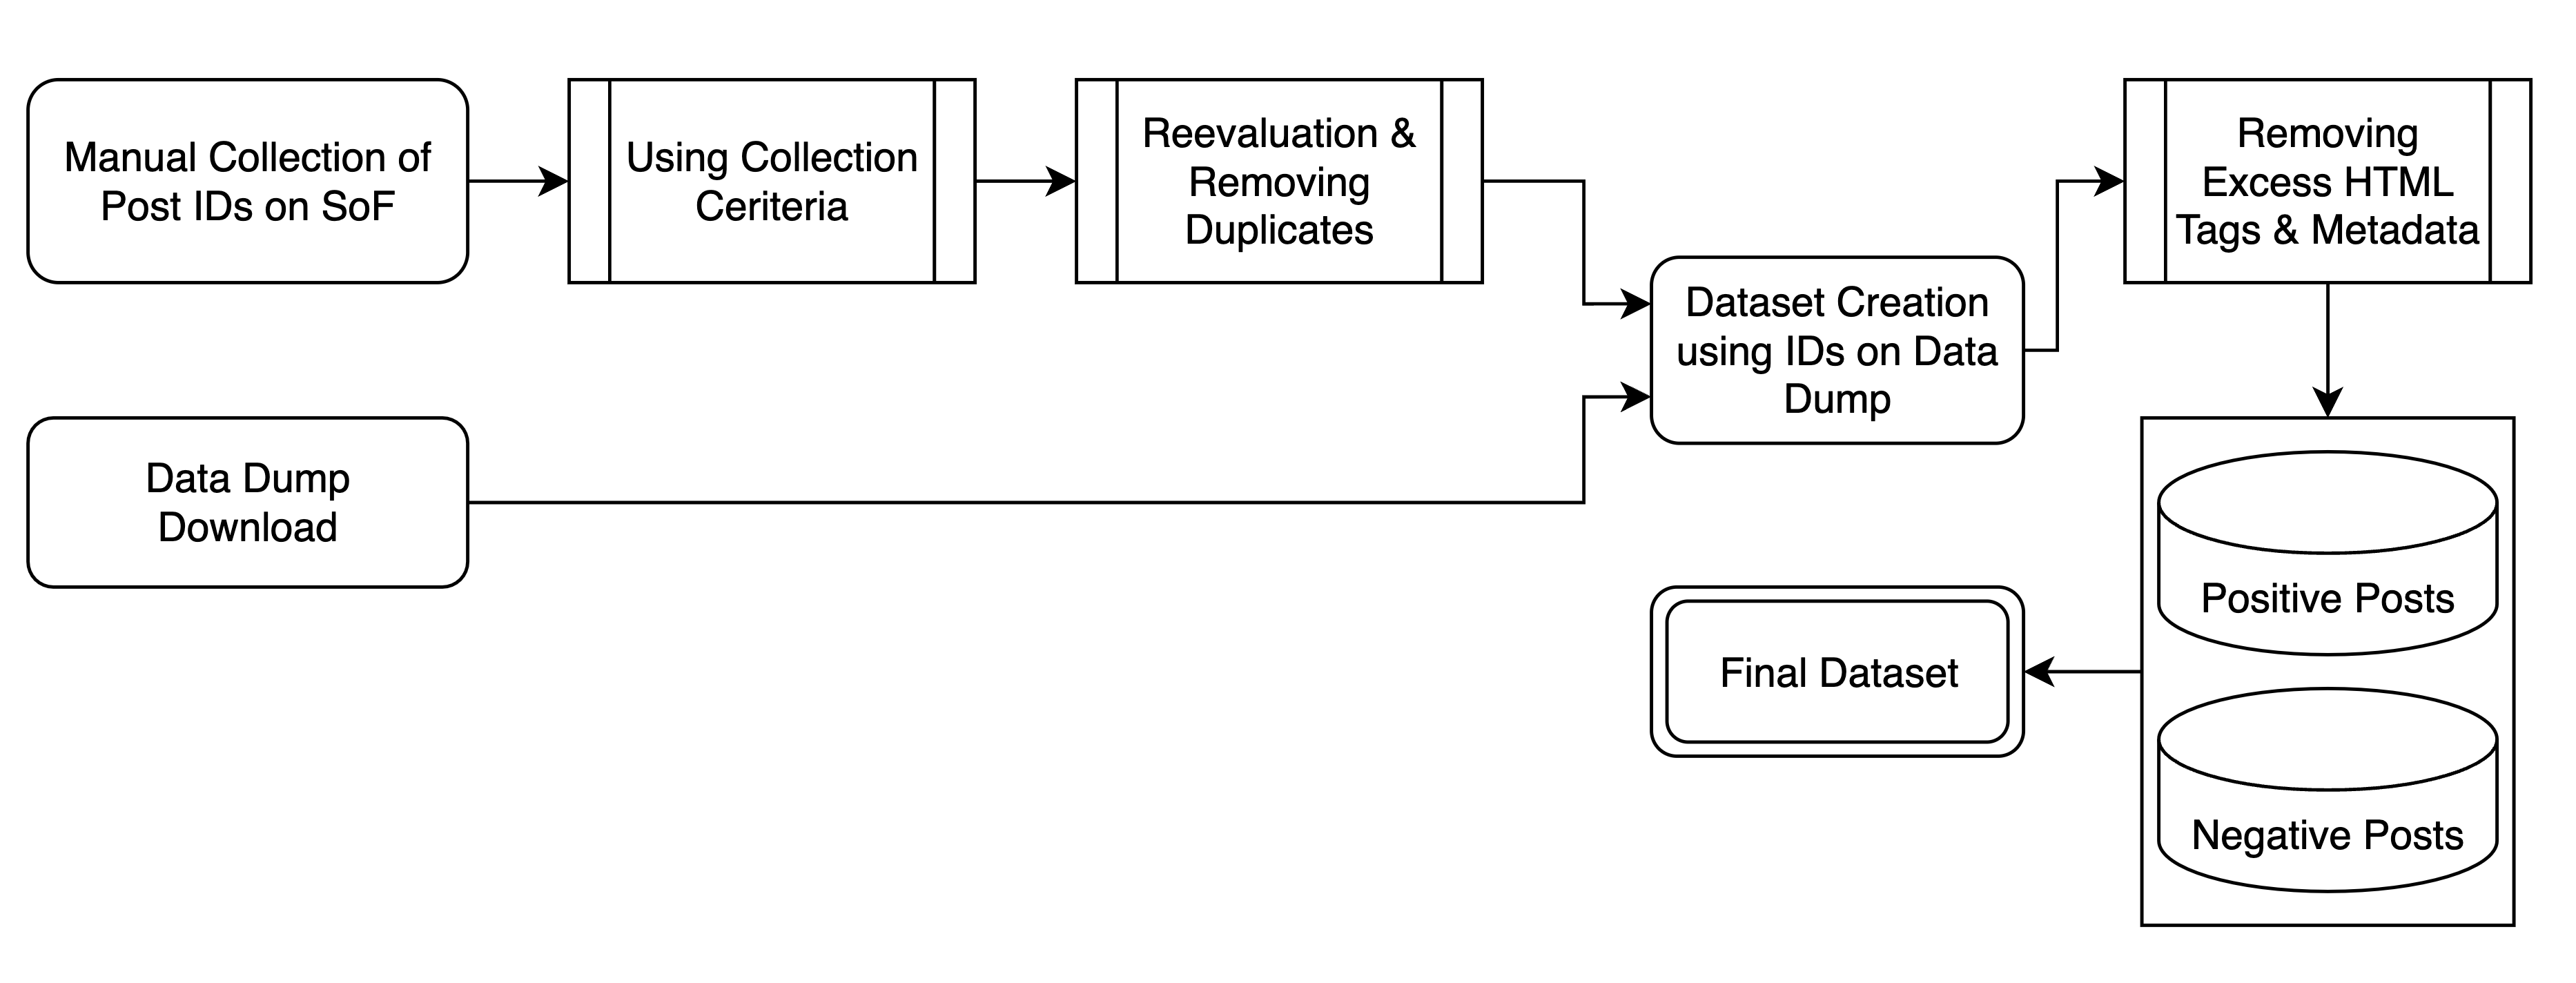 Manual Collection of
Post IDs on SoF
Using Collection
Ceriteria
Reevaluation &
Removing
Duplicates
Removing
Excess HTML
Tags & Metadata
Dataset Creation
using IDs on Data
Dump
Data Dump
Download
Positive Posts
Final Dataset
Negative Posts